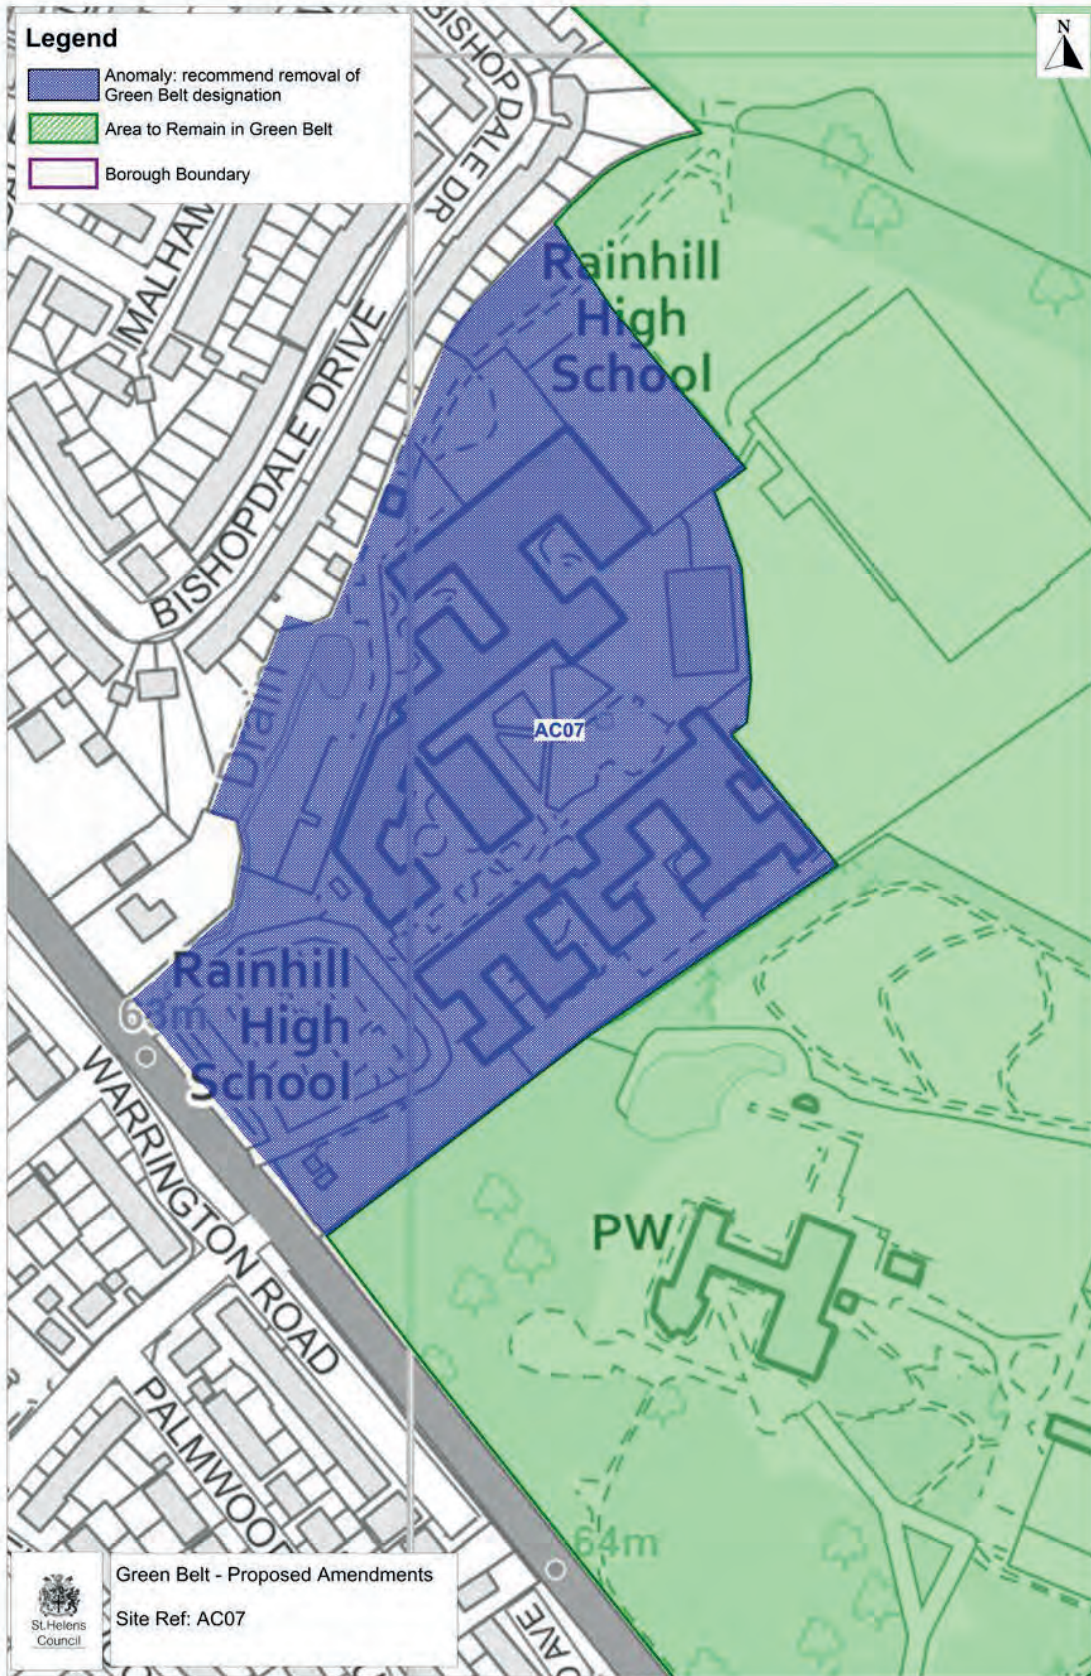 Legend
Anomaly: recommend removal of
Green Belt designation
Area to Remain in Green Belt
Borough Boundary
N
BISHOPDALE DR
BISHOPDALE DRIVE
Rainhill
High
School
Drain
AC07
Rainhill
High
School
63m
WARRINGTON ROAD
PW
64m
AVE
Green Belt - Proposed Amendments
Site Ref: AC07
St.Helens
Council